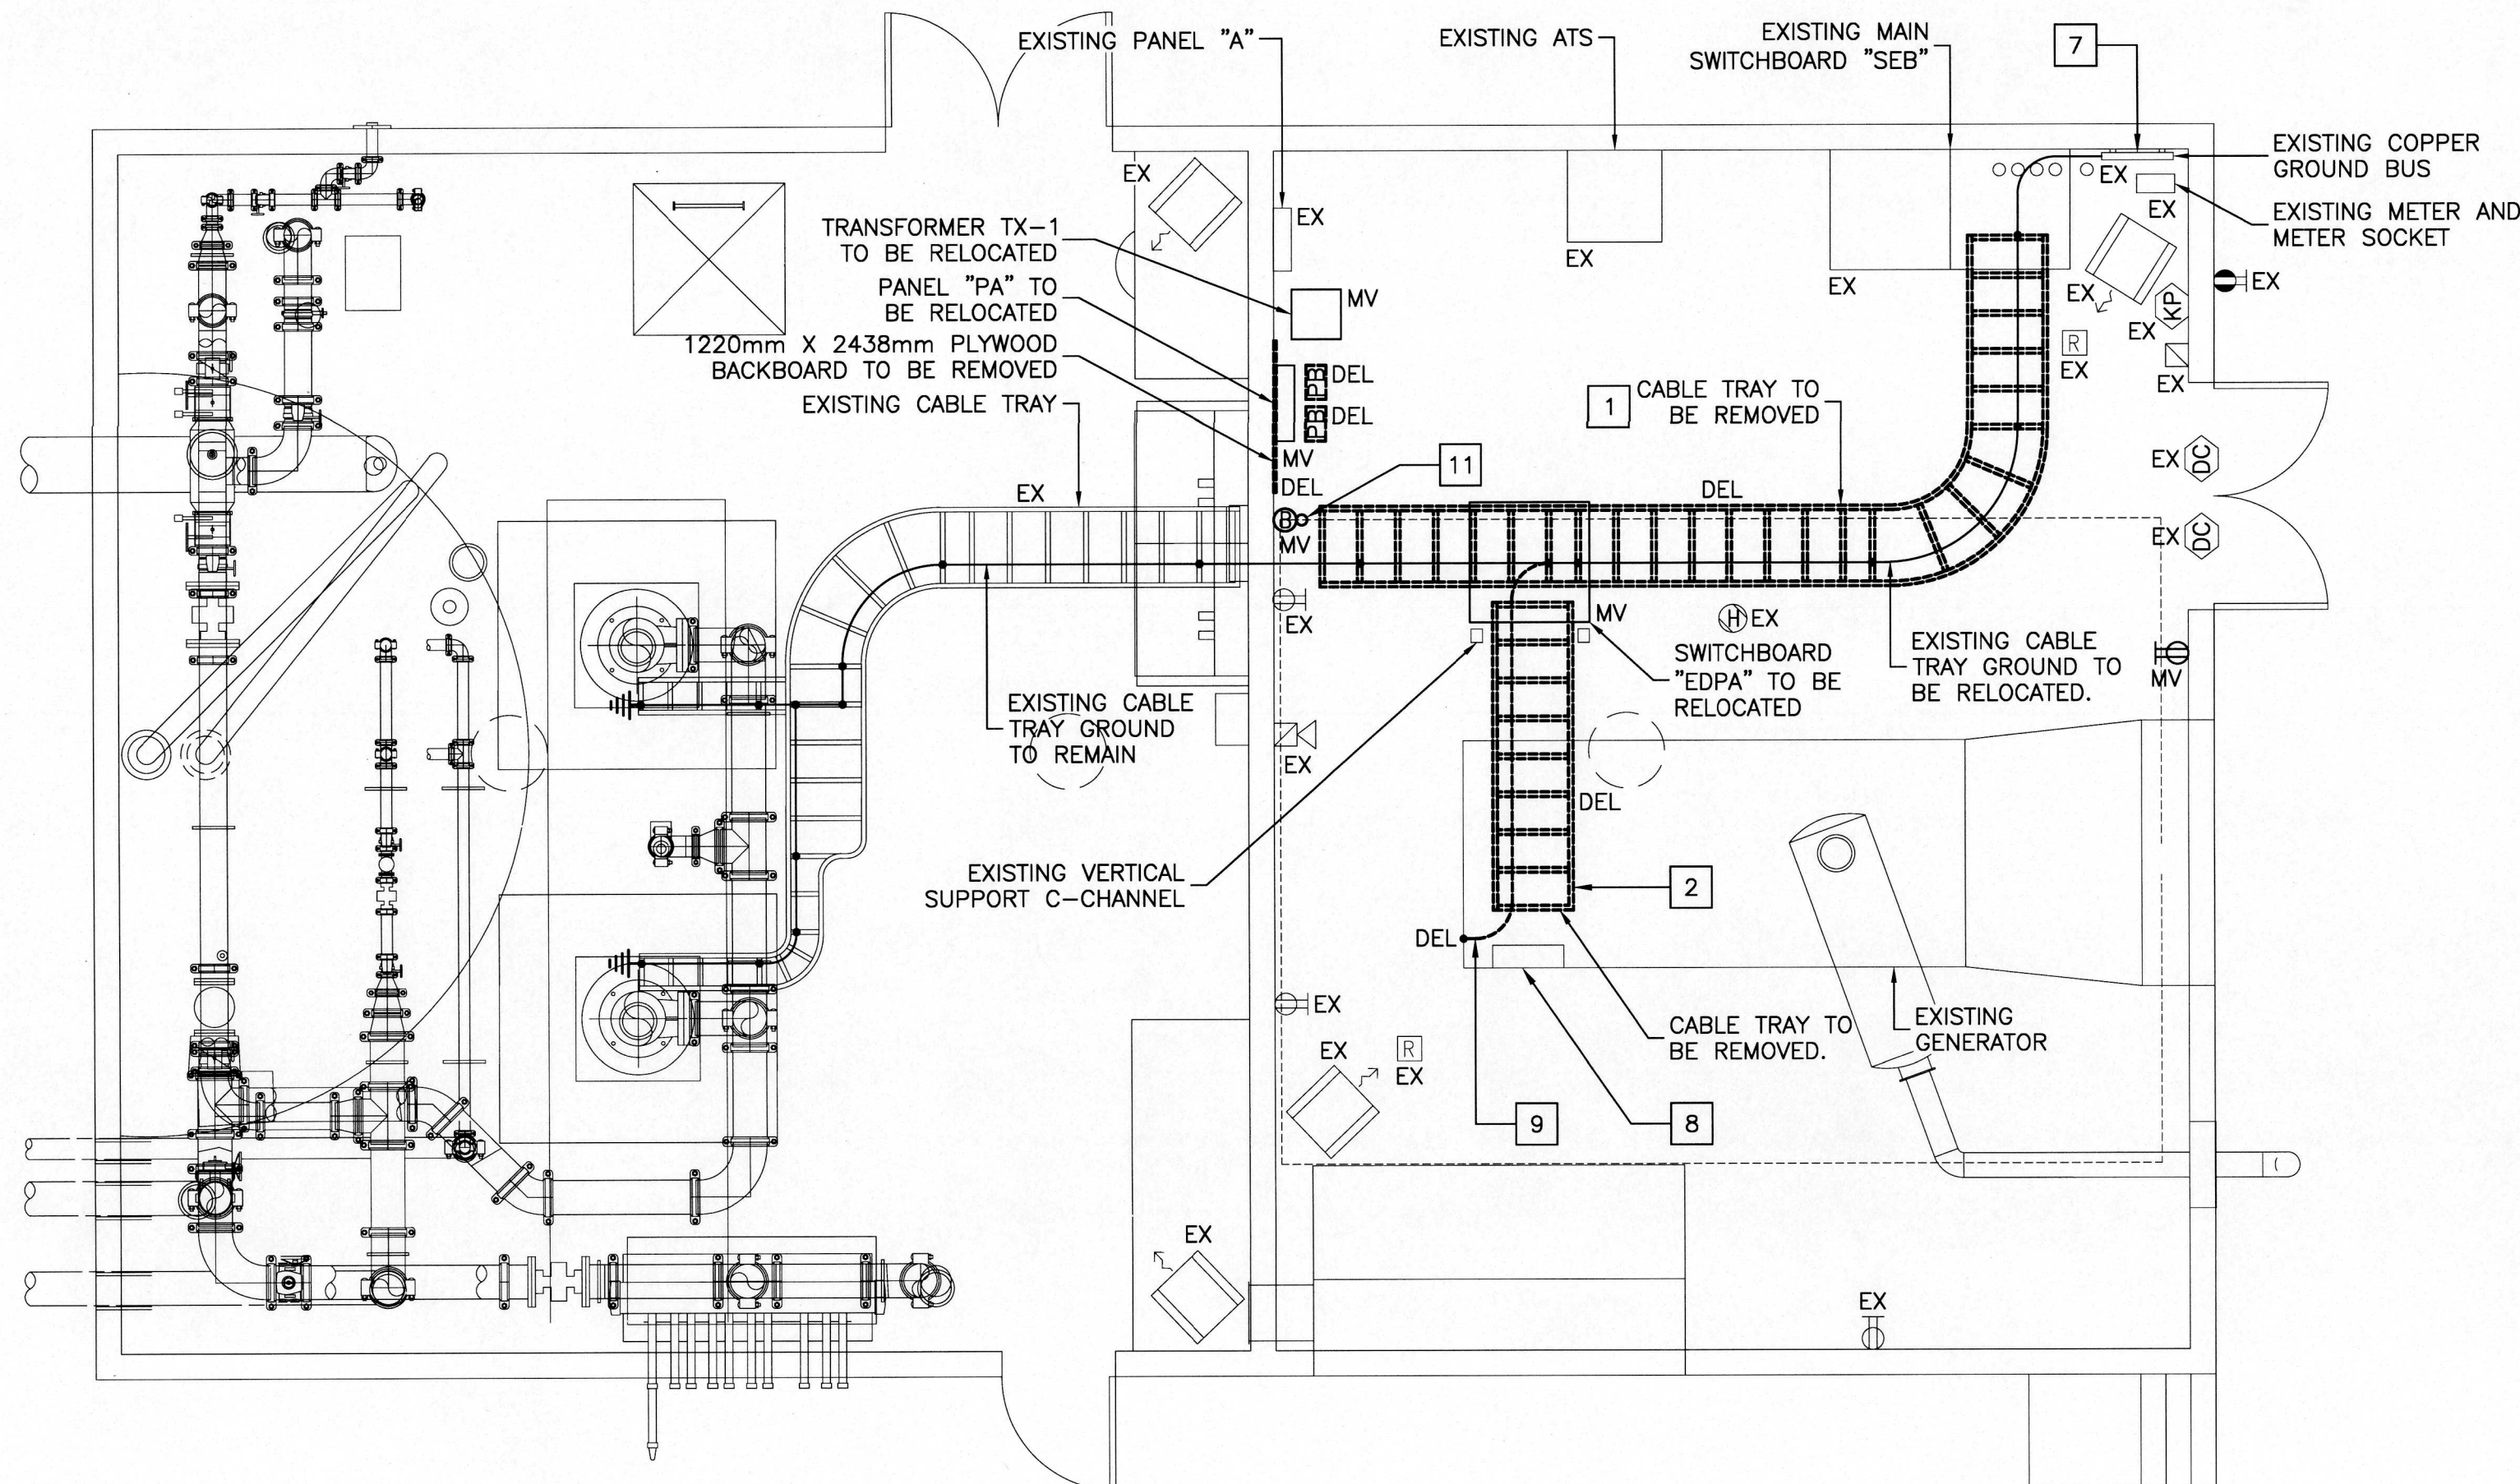 EXISTING PANEL "A"
EXISTING ATS
EXISTING MAIN
SWITCHBOARD "SEB"
7
EXISTING COPPER
GROUND BUS
EX
EX
EX
EXISTING METER AND
METER SOCKET
EX
TRANSFORMER TX-1
TO BE RELOCATED
MV
EX
EX
EX
EX
KP
EX
R
EX
EX
PANEL "PA" TO
BE RELOCATED
1220mm X 2438mm PLYWOOD
BACKBOARD TO BE REMOVED
EXISTING CABLE TRAY
PB
DEL
PB
DEL
1
CABLE TRAY TO
BE REMOVED
MV
DEL
11
EX
DEL
EX
DC
EX
DC
B
MV
EX
MV
H
EX
SWITCHBOARD
"EDPA" TO BE
RELOCATED
EXISTING CABLE
TRAY GROUND TO
BE RELOCATED.
MV
EXISTING CABLE
TRAY GROUND
TO REMAIN
EX
DEL
EXISTING VERTICAL
SUPPORT C-CHANNEL
2
DEL
EX
CABLE TRAY TO
BE REMOVED.
EXISTING
GENERATOR
EX
R
EX
9
8
EX
EX